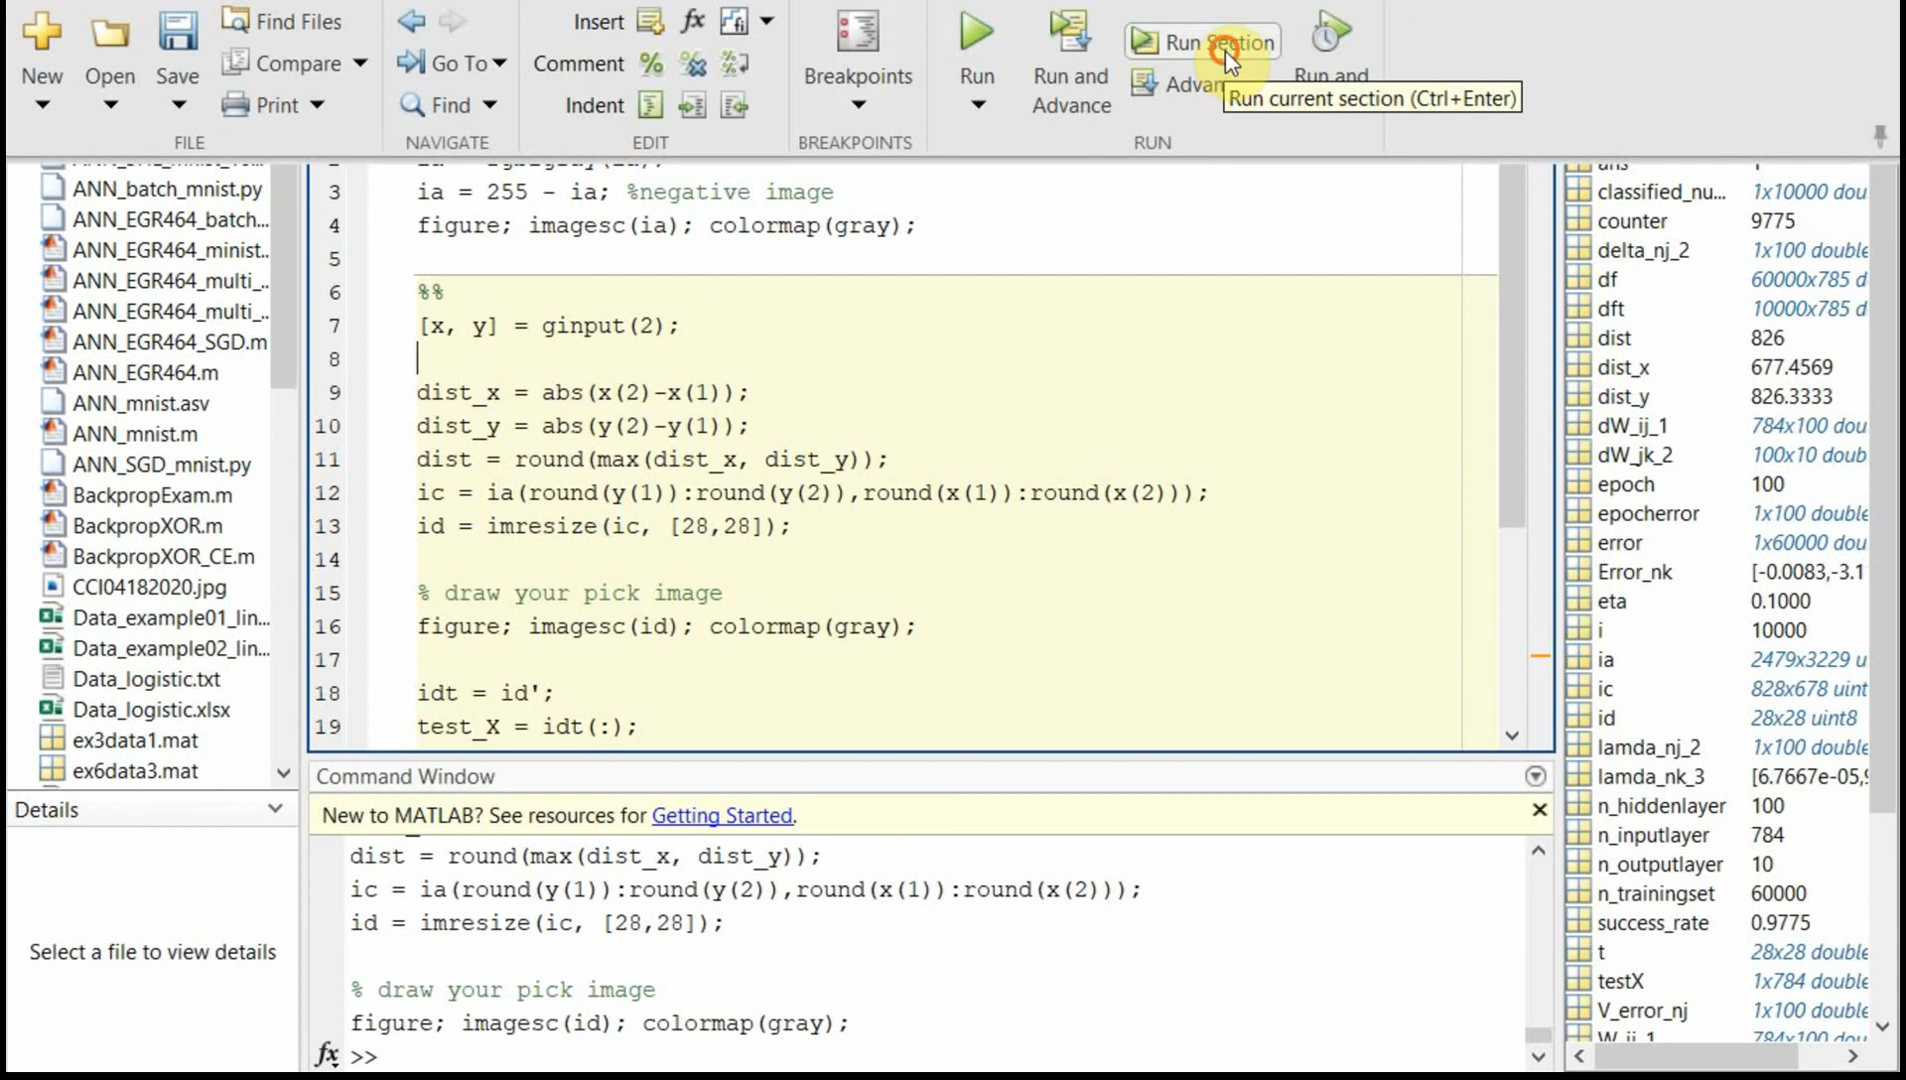 New
Open
Save
Find Files
Compare
Print
FILE
Go To
Find
NAVIGATE
Insert fx
Comment
Indent
EDIT
Breakpoints
BREAKPOINTS
Run
Run and
Advance
Run Section
Advan
Run and
RUN
Run current section (Ctrl+Enter)
ANN_batch_mnist.py
ANN_EGR464_batch...
ANN_EGR464_minist..
ANN_EGR464_multi_..
ANN_EGR464_multi_..
ANN_EGR464_SGD.m
ANN_EGR464.m
ANN_mnist.asv
ANN_mnist.m
ANN_SGD_mnist.py
BackpropExam.m
BackpropXOR.m
BackpropXOR_CE.m
CCI04182020.jpg
Data_example01_lin...
Data_example02_lin...
Data_logistic.txt
Data_logistic.xlsx
ex3data1.mat
ex6data3.mat
Details
Select a file to view details
3 ia = 255 - ia; %negative image
4 figure; imagesc(ia); colormap(gray);
5
6 %%
7 [x, y] = ginput(2);
8
9 dist_x = abs(x(2)-x(1));
10 dist_y = abs(y(2)-y(1));
11 dist = round(max(dist_x, dist_y));
12 ic = ia(round(y(1)):round(y(2)),round(x(1)):round(x(2)));
13 id = imresize(ic, [28,28]);
14
15 % draw your pick image
16 figure; imagesc(id); colormap(gray);
17
18 idt = id';
19 test_X = idt(:);
Command Window
New to MATLAB? See resources for Getting Started.
dist = round(max(dist_x, dist_y));
ic = ia(round(y(1)):round(y(2)),round(x(1)):round(x(2)));
id = imresize(ic, [28,28]);
% draw your pick image
figure; imagesc(id); colormap(gray);
fx >>
classified_nu... 1x10000 dou
counter 9775
delta_nj_2 1x100 double
df 60000x785 d
dft 10000x785 d
dist 826
dist_x 677.4569
dist_y 826.3333
dW_ij_1 784x100 dou
dW_jk_2 100x10 doub
epoch 100
epocherror 1x100 double
error 1x60000 dou
Error_nk [-0.0083,-3.1
eta 0.1000
i 10000
ia 2479x3229 u
ic 828x678 uint
id 28x28 uint8
lamda_nj_2 1x100 double
lamda_nk_3 [6.7667e-05,9
n_hiddenlayer 100
n_inputlayer 784
n_outputlayer 10
n_trainingset 60000
success_rate 0.9775
t 28x28 double
testX 1x784 double
V_error_nj 1x100 double